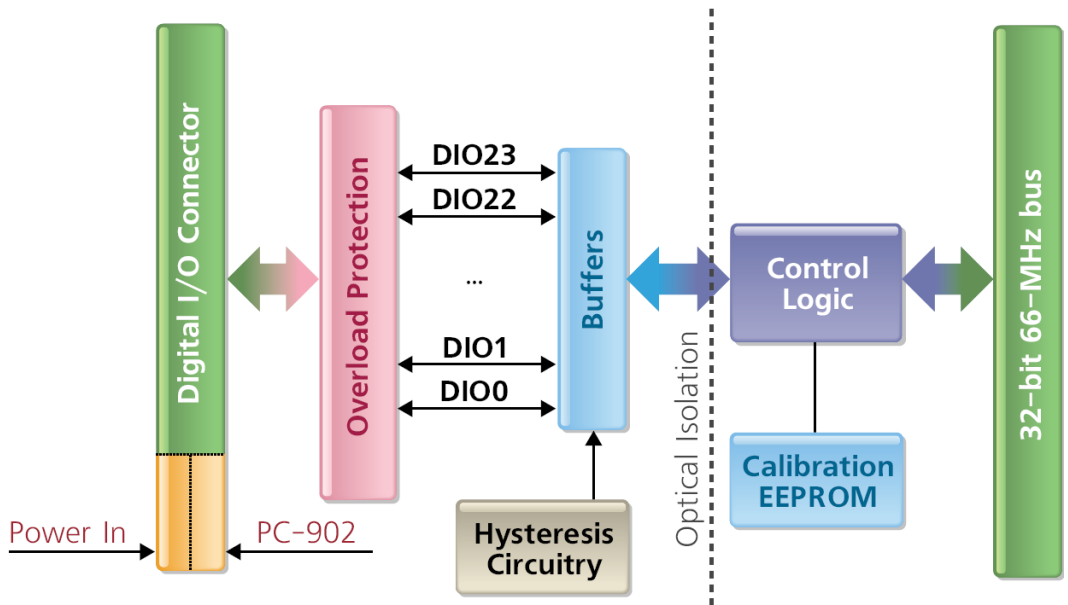 Digital I/O Connector
Power In
PC-902
Overload Protection
DIO23
DIO22
...
DIO1
DIO0
Buffers
Hysteresis
Circuitry
Optical Isolation
Control
Logic
Calibration
EEPROM
32-bit 66-MHz bus